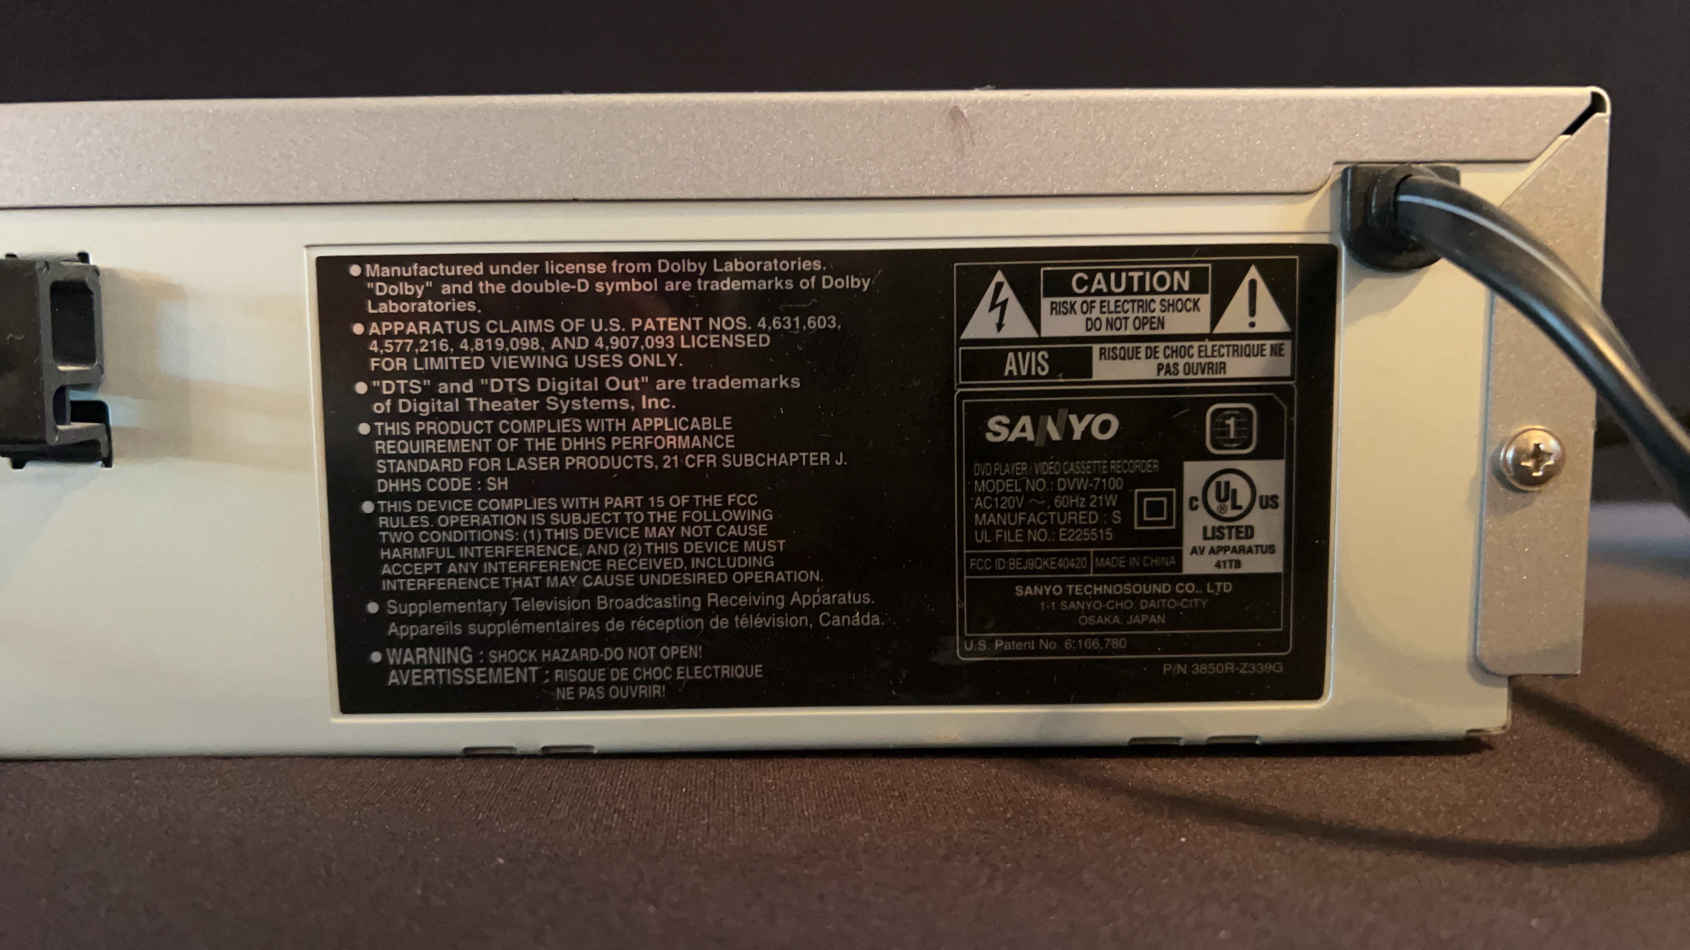 ● Manufactured under license from Dolby Laboratories.
"Dolby" and the double-D symbol are trademarks of Dolby
Laboratories.
● APPARATUS CLAIMS OF U.S. PATENT NOS. 4,631,603,
4,577,216, 4,819,098, AND 4,907,093 LICENSED
FOR LIMITED VIEWING USES ONLY.
● "DTS" and "DTS Digital Out" are trademarks
of Digital Theater Systems, Inc.
● THIS PRODUCT COMPLIES WITH APPLICABLE
REQUIREMENT OF THE DHHS PERFORMANCE
STANDARD FOR LASER PRODUCTS, 21 CFR SUBCHAPTER J.
DHHS CODE : SH
● THIS DEVICE COMPLIES WITH PART 15 OF THE FCC
RULES. OPERATION IS SUBJECT TO THE FOLLOWING
TWO CONDITIONS: (1) THIS DEVICE MAY NOT CAUSE
HARMFUL INTERFERENCE, AND (2) THIS DEVICE MUST
ACCEPT ANY INTERFERENCE RECEIVED, INCLUDING
INTERFERENCE THAT MAY CAUSE UNDESIRED OPERATION.
● Supplementary Television Broadcasting Receiving Apparatus.
Appareils supplémentaires de réception de télévision, Canada.
● WARNING : SHOCK HAZARD-DO NOT OPEN!
AVERTISSEMENT : RISQUE DE CHOC ELECTRIQUE
NE PAS OUVRIR!
CAUTION
RISK OF ELECTRIC SHOCK
DO NOT OPEN
AVIS
RISQUE DE CHOC ELECTRIQUE NE
PAS OUVRIR
SANYO
1
DVD PLAYER / VIDEO CASSETTE RECORDER
MODEL NO.: DVW-7100
AC120V ～, 60Hz 21W
MANUFACTURED : S
UL FILE NO.: E225515
C UL ® US
LISTED
AV APPARATUS
41TB
FCC ID:BEJ9QKE40420
MADE IN CHINA
SANYO TECHNOSOUND CO., LTD
1-1 SANYO-CHO, DAITO-CITY
OSAKA, JAPAN
U.S. Patent No. 6,166,780
P/N 3850R-Z339G